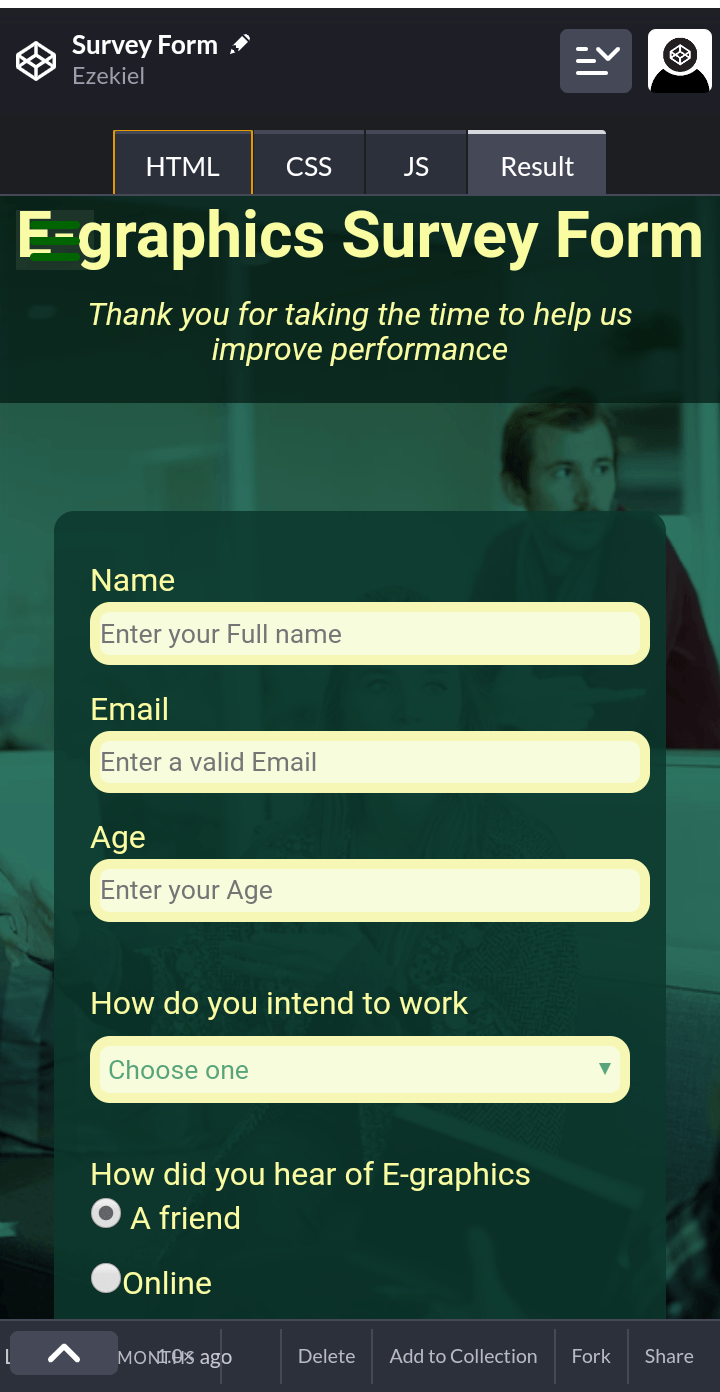 Survey Form
Ezekiel
HTML CSS JS Result
E-graphics Survey Form
Thank you for taking the time to help us
improve performance
Name
Enter your Full name
Email
Enter a valid Email
Age
Enter your Age
How do you intend to work
Choose one
How did you hear of E-graphics
A friend
Online
MONTHS ago 1.0× Delete Add to Collection Fork Share